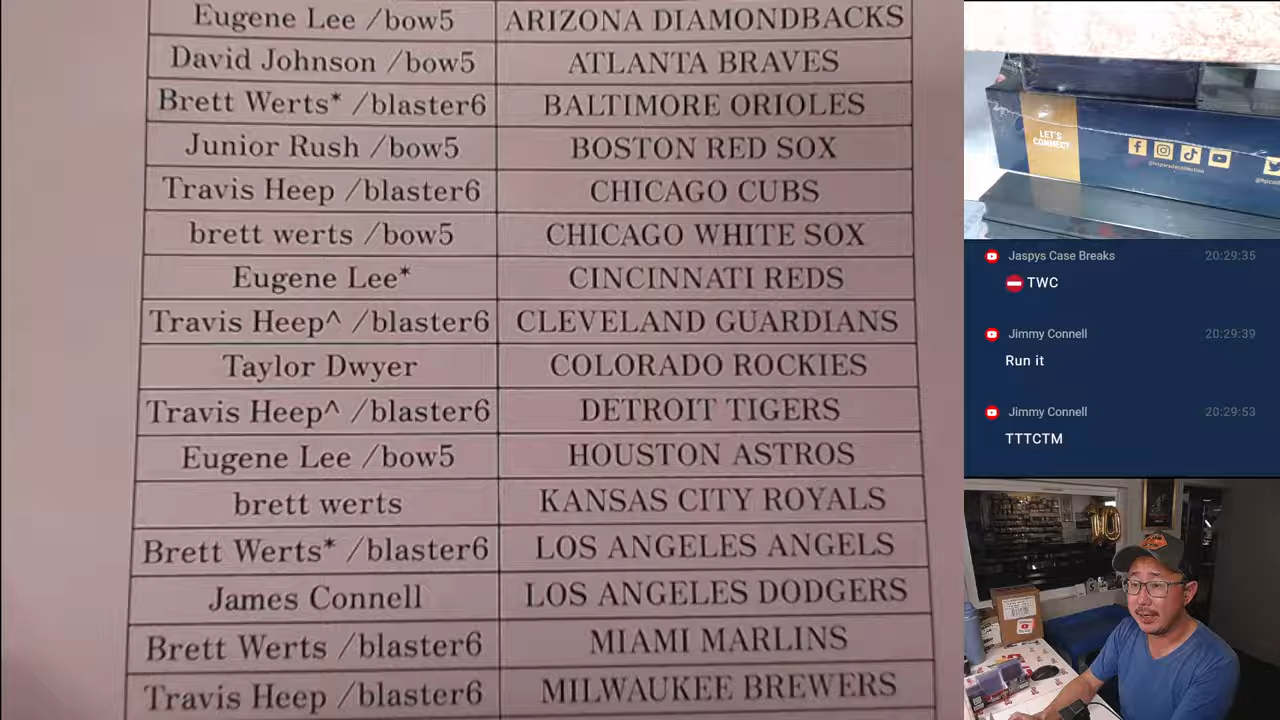 Eugene Lee /bow5 ARIZONA DIAMONDBACKS
David Johnson /bow5 ATLANTA BRAVES
Brett Werts* /blaster6 BALTIMORE ORIOLES
Junior Rush /bow5 BOSTON RED SOX
Travis Heep /blaster6 CHICAGO CUBS
brett werts /bow5 CHICAGO WHITE SOX
Eugene Lee* CINCINNATI REDS
Travis Heep^ /blaster6 CLEVELAND GUARDIANS
Taylor Dwyer COLORADO ROCKIES
Travis Heep^ /blaster6 DETROIT TIGERS
Eugene Lee /bow5 HOUSTON ASTROS
brett werts KANSAS CITY ROYALS
Brett Werts* /blaster6 LOS ANGELES ANGELS
James Connell LOS ANGELES DODGERS
Brett Werts /blaster6 MIAMI MARLINS
Travis Heep /blaster6 MILWAUKEE BREWERS
LET'S
CONNECT
Jaspys Case Breaks 20:29:35
TWC
Jimmy Connell 20:29:39
Run it
Jimmy Connell 20:29:53
TTTCTM
10